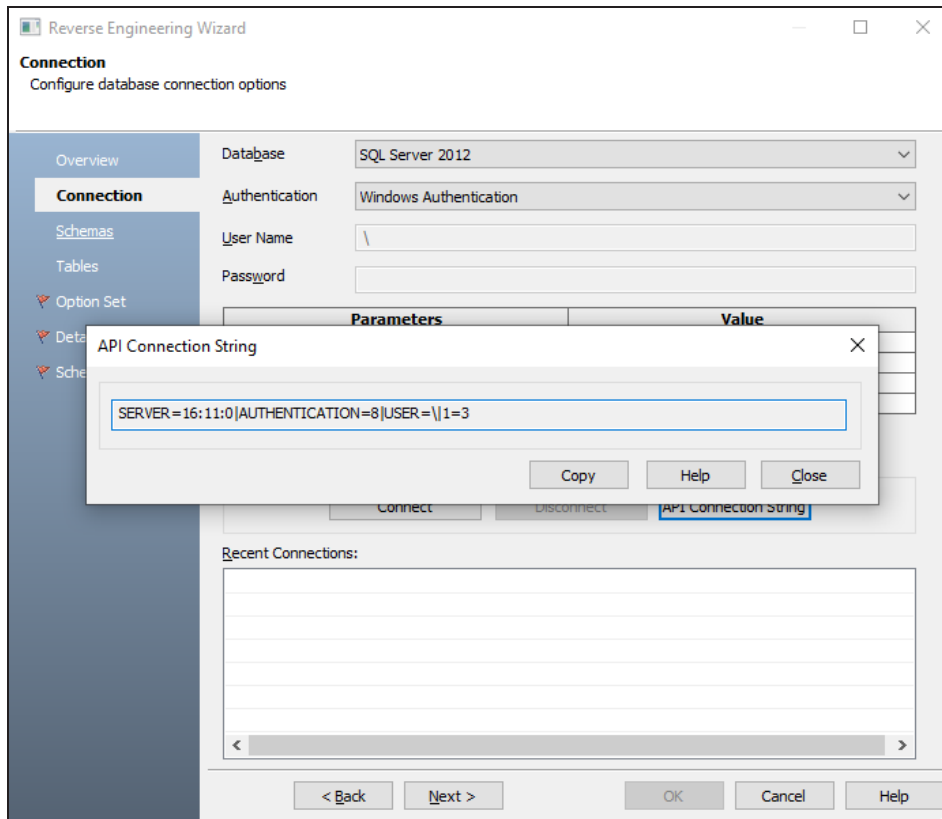 Reverse Engineering Wizard
Connection
Configure database connection options
Overview
Connection
Schemas
Tables
Option Set
Deta
Sche
Database
SQL Server 2012
Authentication
Windows Authentication
User Name
\
Password
Parameters Value
API Connection String
SERVER=16:11:0|AUTHENTICATION=8|USER=\|1=3
Copy Help Close
Connect Disconnect API Connection String
Recent Connections:
< Back Next > OK Cancel Help